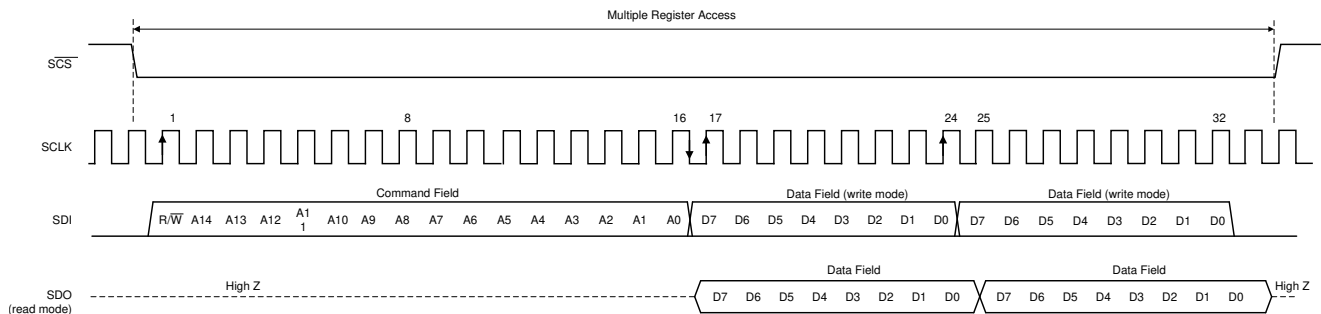 Multiple Register Access
SCS
1 8 16 17 24 25 32
SCLK
Command Field Data Field (write mode) Data Field (write mode)
SDI R/W A14 A13 A12 A1 1 A10 A9 A8 A7 A6 A5 A4 A3 A2 A1 A0 D7 D6 D5 D4 D3 D2 D1 D0 D7 D6 D5 D4 D3 D2 D1 D0
Data Field Data Field
High Z High Z
SDO D7 D6 D5 D4 D3 D2 D1 D0 D7 D6 D5 D4 D3 D2 D1 D0
(read mode)